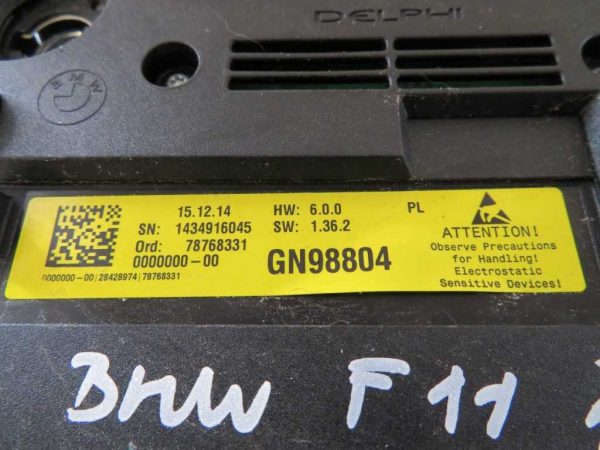 DELPHI
BMW
15.12.14 HW: 6.0.0 PL
SN: 1434916045 SW: 1.36.2
Ord: 78768331
0000000-00 GN98804
0000000-00|28428974|78768331
ATTENTION!
Observe Precautions
for Handling!
Electrostatic
Sensitive Devices!
BMW F11